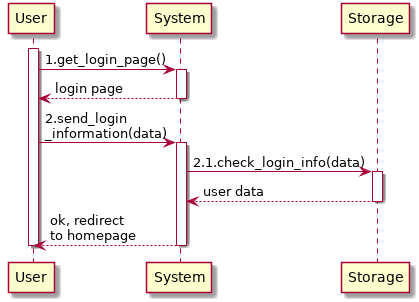 User
System
Storage
1.get_login_page()
login page
2.send_login
_information(data)
2.1.check_login_info(data)
user data
ok, redirect
to homepage
User
System
Storage